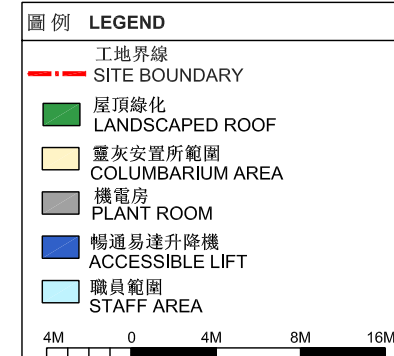 圖例 LEGEND
工地界線
SITE BOUNDARY
屋頂綠化
LANDSCAPED ROOF
靈灰安置所範圍
COLUMBARIUM AREA
機電房
PLANT ROOM
暢通易達升降機
ACCESSIBLE LIFT
職員範圍
STAFF AREA
4M 0 4M 8M 16M